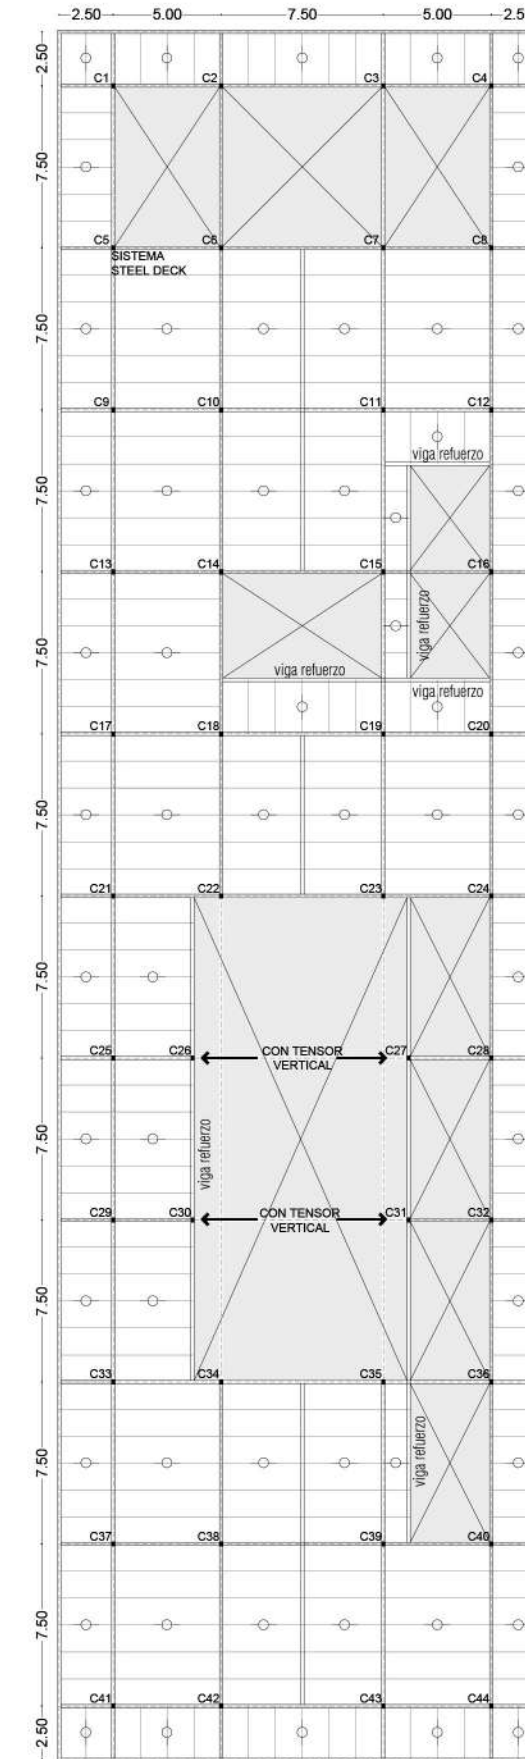 2.50 5.00 7.50 5.00 2.5
2.50
C1 C2 C3 C4
7.50
C5 C6 C7 C8
SISTEMA
STEEL DECK
7.50
C9 C10 C11 C12
viga refuerzo
7.50
C13 C14 C15 C16
viga refuerzo
7.50
viga refuerzo
viga refuerzo
C17 C18 C19 C20
7.50
C21 C22 C23 C24
7.50
C25 C26 CON TENSOR C27 C28
VERTICAL
viga refuerzo
7.50
C29 C30 CON TENSOR C31 C32
VERTICAL
7.50
C33 C34 C35 C36
viga refuerzo
7.50
C37 C38 C39 C40
7.50
C41 C42 C43 C44
2.50